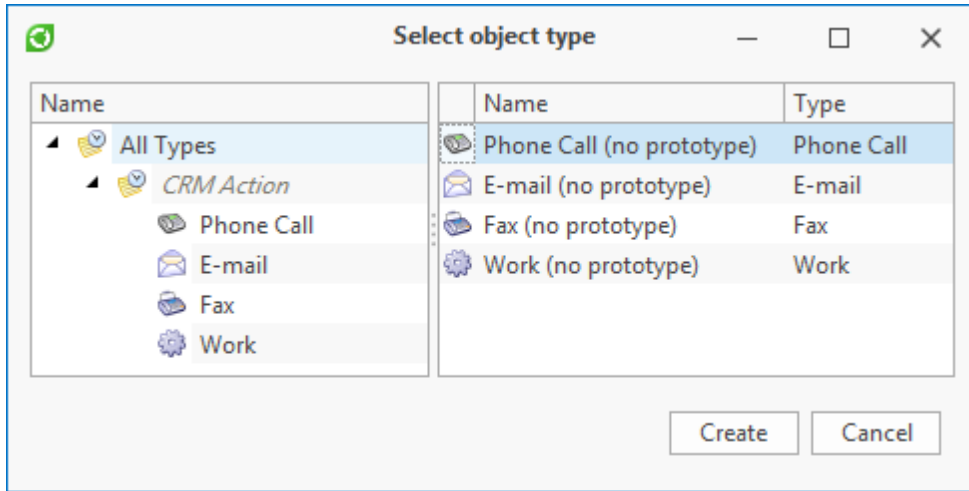 Select object type
Name
All Types
CRM Action
Phone Call
E-mail
Fax
Work
Name Type
Phone Call (no prototype) Phone Call
E-mail (no prototype) E-mail
Fax (no prototype) Fax
Work (no prototype) Work
Create Cancel